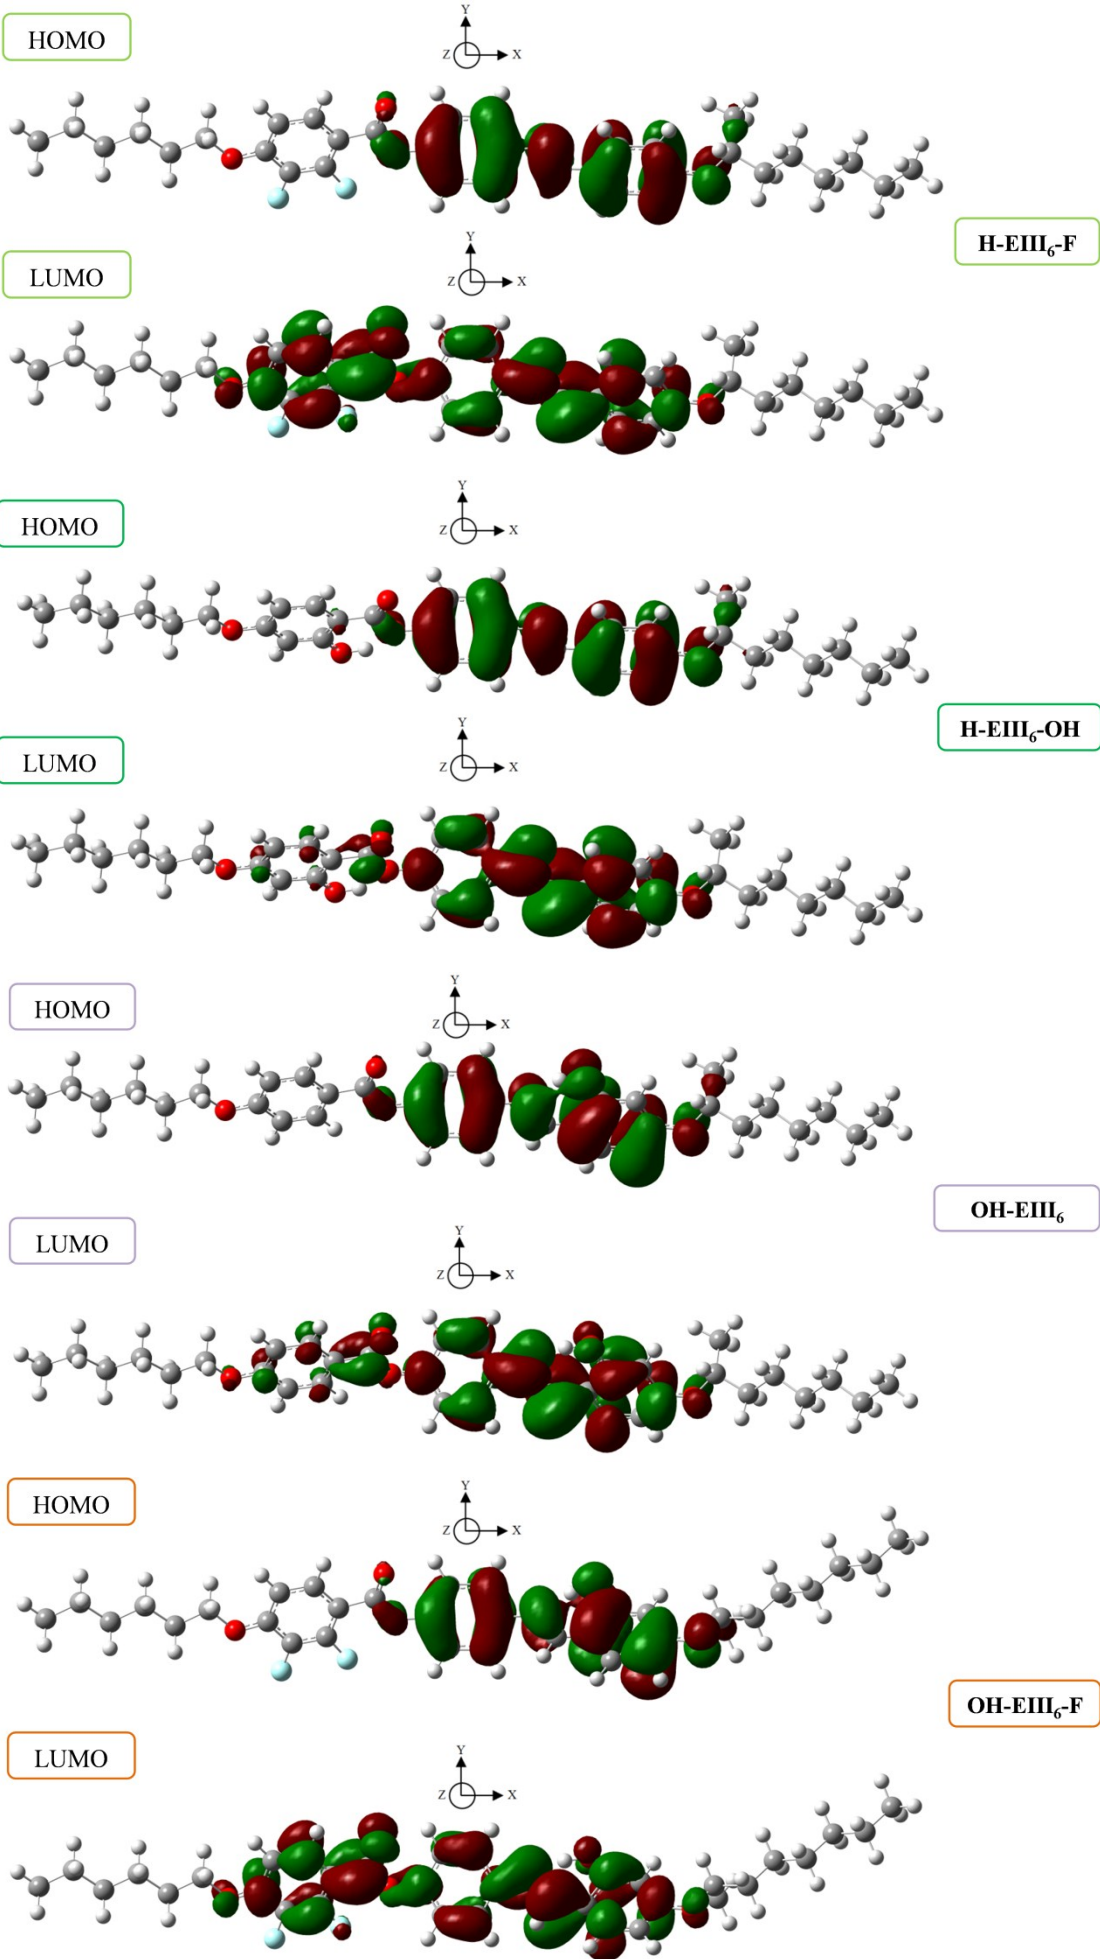 HOMO
Y
Z X
H-EIII₆-F
LUMO
Y
Z X
HOMO
Y
Z X
H-EIII₆-OH
LUMO
Y
Z X
HOMO
Y
Z X
OH-EIII₆
LUMO
Y
Z X
HOMO
Y
Z X
OH-EIII₆-F
LUMO
Y
Z X